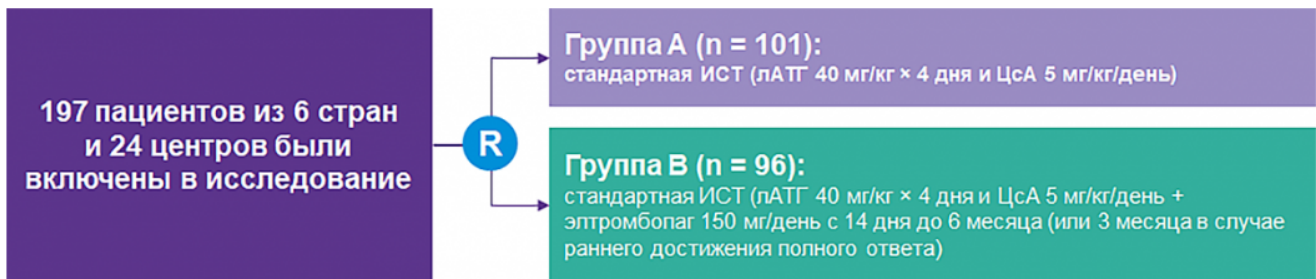 197 пациентов из 6 стран
и 24 центров были
включены в исследование
R
Группа А (n = 101):
стандартная ИСТ (лАТГ 40 мг/кг × 4 дня и ЦсА 5 мг/кг/день)
Группа В (n = 96):
стандартная ИСТ (лАТГ 40 мг/кг × 4 дня и ЦсА 5 мг/кг/день +
элтромбопаг 150 мг/день с 14 дня до 6 месяца (или 3 месяца в случае
раннего достижения полного ответа)